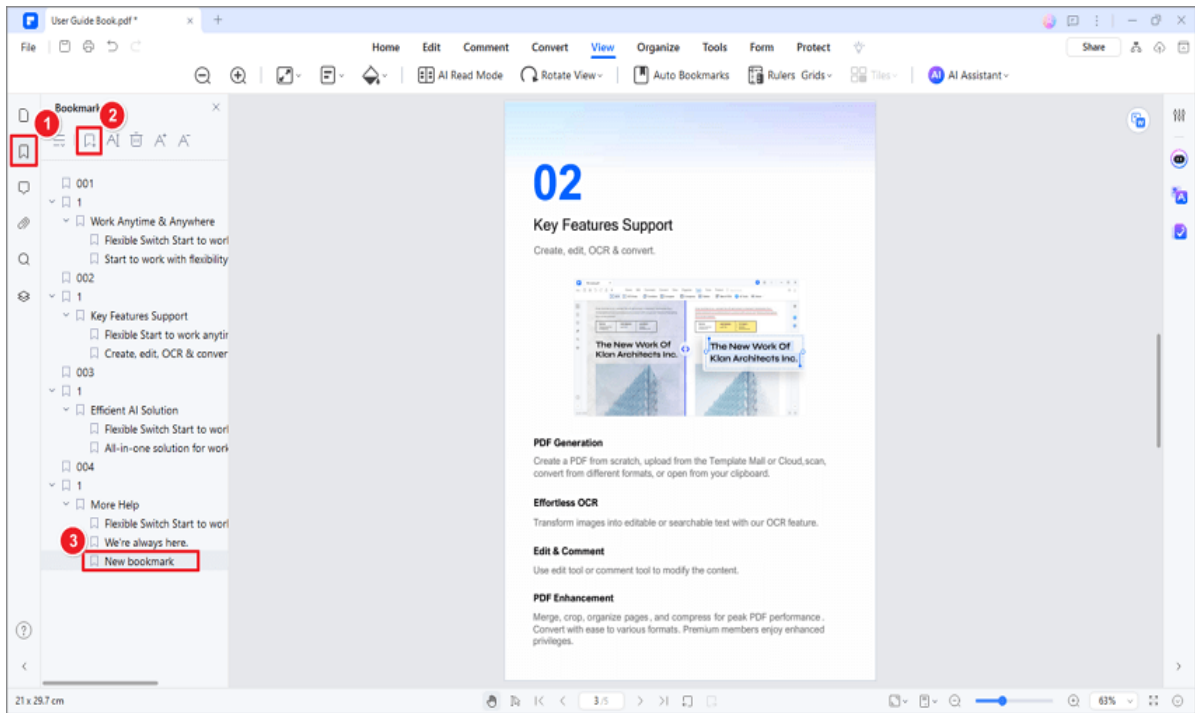 User Guide Book.pdf *
File
Home Edit Comment Convert View Organize Tools Form Protect
Share
AI Read Mode Rotate View Auto Bookmarks Rulers Grids Tiles AI Assistant
Bookmark
1
2
001
1
Work Anytime & Anywhere
Flexible Switch Start to work
Start to work with flexibility
002
1
Key Features Support
Flexible Start to work anytim
Create, edit, OCR & conver
003
1
Efficient AI Solution
Flexible Switch Start to work
All-in-one solution for work
004
1
More Help
Flexible Switch Start to work
We're always here.
3
New bookmark
02
Key Features Support
Create, edit, OCR & convert.
The New Work Of
Klan Architects Inc.
The New Work Of
Klan Architects Inc.
PDF Generation
Create a PDF from scratch, upload from the Template Mall or Cloud, scan,
convert from different formats, or open from your clipboard.
Effortless OCR
Transform images into editable or searchable text with our OCR feature.
Edit & Comment
Use edit tool or comment tool to modify the content.
PDF Enhancement
Merge, crop, organize pages, and compress for peak PDF performance.
Convert with ease to various formats. Premium members enjoy enhanced
privileges.
21 x 29.7 cm
3 /5
63%